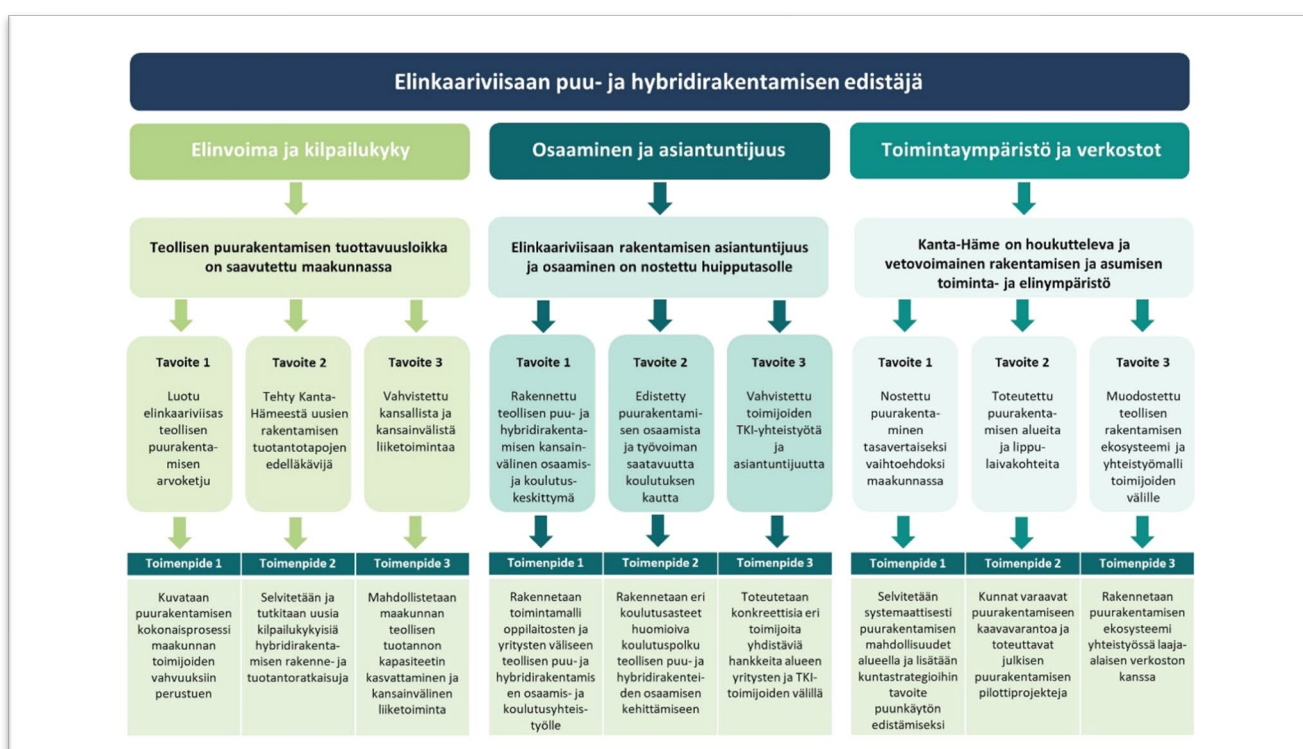 Elinkaariviisaan puu- ja hybridirakentamisen edistäjä
Elinvoima ja kilpailukyky
Teollisen puurakentamisen tuottavuusloikka
on saavutettu maakunnassa
Tavoite 1
Luotu
elinkaariviisas
teollisen
puurakenta-
misen
arvoketju
Tavoite 2
Tehty Kanta-
Hämeestä uusien
rakentamisen
tuotantotapojen
edelläkävijä
Tavoite 3
Vahvistettu
kansallista ja
kansainvälistä
liiketoimintaa
Toimenpide 1
Kuvataan
puurakentamisen
kokonaisprosessi
maakunnan
toimijoiden
vahvuuksiin
perustuen
Toimenpide 2
Selvitetään ja
tutkitaan uusia
kilpailukykyisiä
hybridirakenta-
misen rakenne- ja
tuotantoratkaisuja
Toimenpide 3
Mahdollistetaan
maakunnan
teollisen
tuotannon
kapasiteetin
kasvattaminen ja
kansainvälinen
liiketoiminta
Osaaminen ja asiantuntijuus
Elinkaariviisaan rakentamisen asiantuntijuus
ja osaaminen on nostettu huipputasolle
Tavoite 1
Rakennettu
teollisen puu- ja
hybridirakenta-
misen kansain-
välinen osaamis-
ja koulutus-
keskittymä
Tavoite 2
Edistetty
puurakentami-
sen osaamista
ja työvoiman
saatavuutta
koulutuksen
kautta
Tavoite 3
Vahvistettu
toimijoiden
TKI-yhteistyötä
ja
asiantuntijuutta
Toimenpide 1
Rakennetaan
toimintamalli
oppilaitosten ja
yritysten väliseen
teollisen puu- ja
hybridirakentamis
en osaamis- ja
koulutusyhteis-
työlle
Toimenpide 2
Rakennetaan eri
koulutusasteet
huomioiva
koulutuspolku
teollisen puu- ja
hybridirakentei-
den osaamisen
kehittämiseen
Toimenpide 3
Toteutetaan
konkreettisia eri
toimijoita
yhdistäviä
hankkeita alueen
yritysten ja TKI-
toimijoiden välillä
Toimintaympäristö ja verkostot
Kanta-Häme on houkutteleva ja
vetovoimainen rakentamisen ja asumisen
toiminta- ja elinympäristö
Tavoite 1
Nostettu
puurakenta-
minen
tasavertaiseksi
vaihtoehdoksi
maakunnassa
Tavoite 2
Toteutettu
puurakenta-
misen alueita
ja lippu-
laivakohteita
Tavoite 3
Muodostettu
teollisen
rakentamisen
ekosysteemi ja
yhteistyömalli
toimijoiden
välille
Toimenpide 1
Selvitetään
systemaattisesti
puurakentamisen
mahdollisuudet
alueella ja lisätään
kuntastrategioihin
tavoite
puunkäytön
edistämiseksi
Toimenpide 2
Kunnat varaavat
puurakentamiseen
kaavavarantoa ja
toteuttavat
julkisen
puurakentamisen
pilottiprojekteja
Toimenpide 3
Rakennetaan
puurakentamisen
ekosysteemi
yhteistyössä laaja-
alaisen verkoston
kanssa